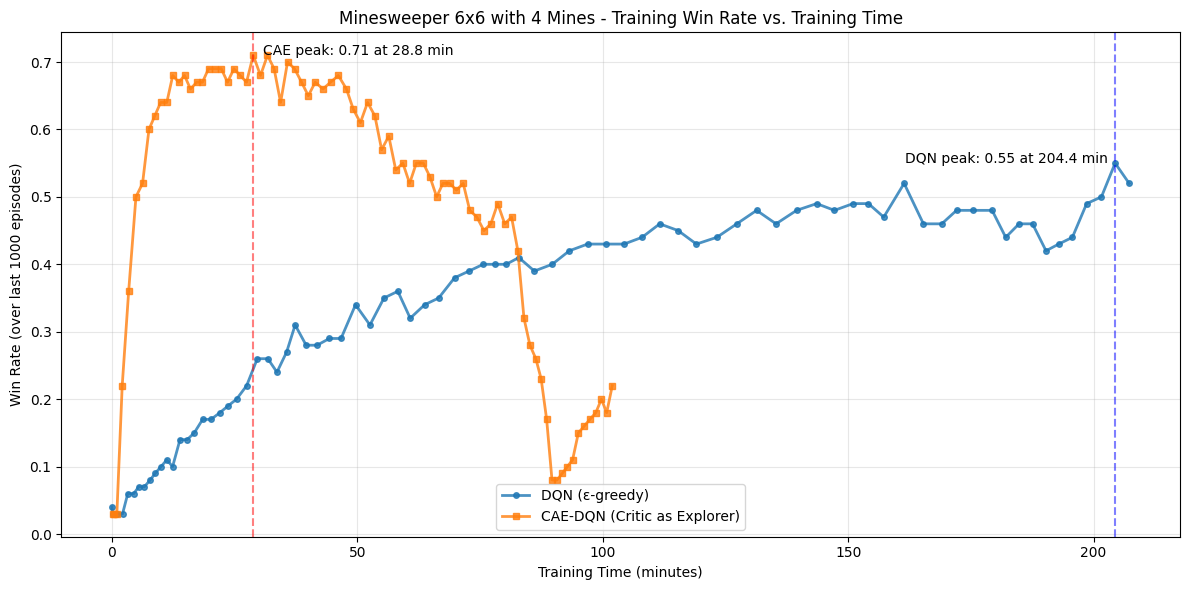 Minesweeper 6x6 with 4 Mines - Training Win Rate vs. Training Time
CAE peak: 0.71 at 28.8 min
DQN peak: 0.55 at 204.4 min
Win Rate (over last 1000 episodes)
0.7
0.6
0.5
0.4
0.3
0.2
0.1
0.0
DQN (ε-greedy)
CAE-DQN (Critic as Explorer)
0
50
100
150
200
Training Time (minutes)